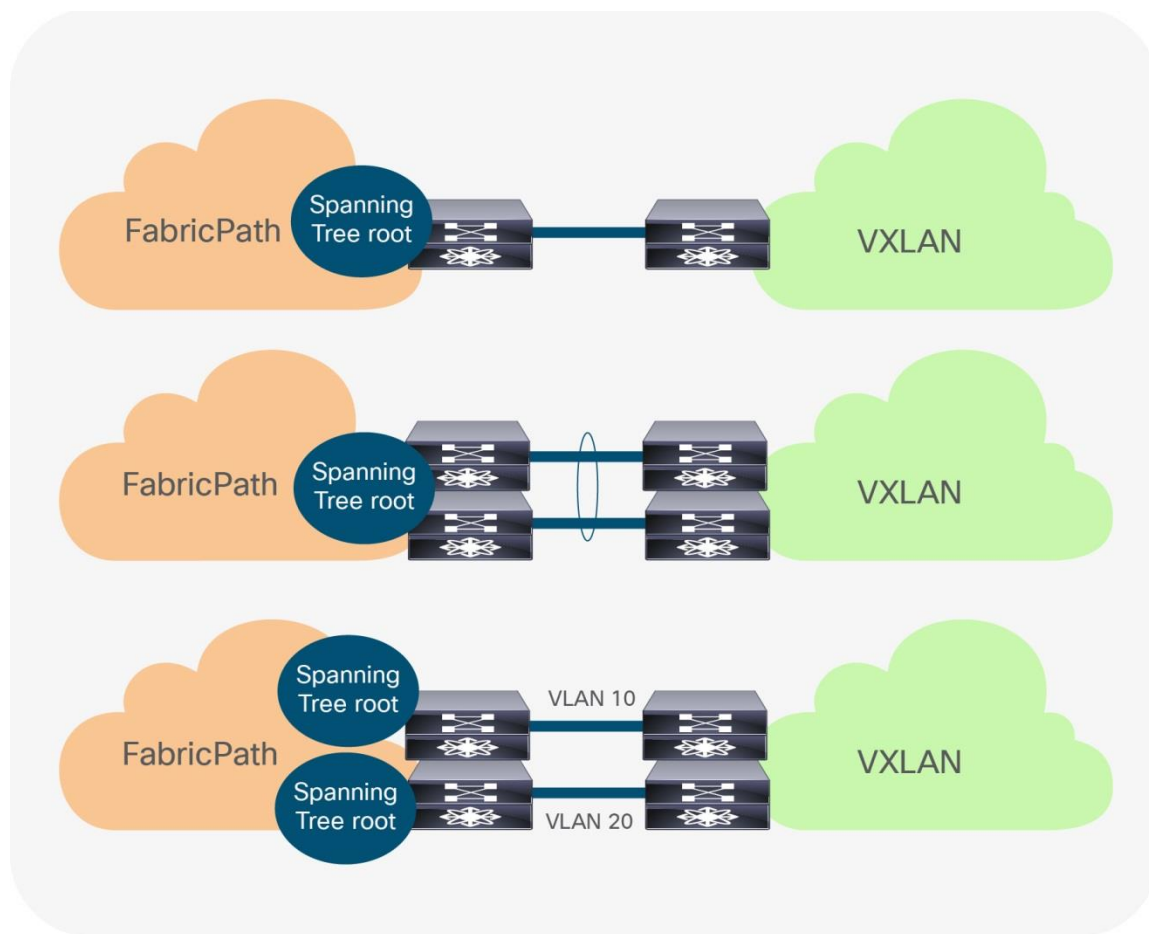 Spanning
Tree root
FabricPath
VXLAN
Spanning
Tree root
FabricPath
VXLAN
Spanning
Tree root
VLAN 10
FabricPath
VXLAN
Spanning
Tree root
VLAN 20